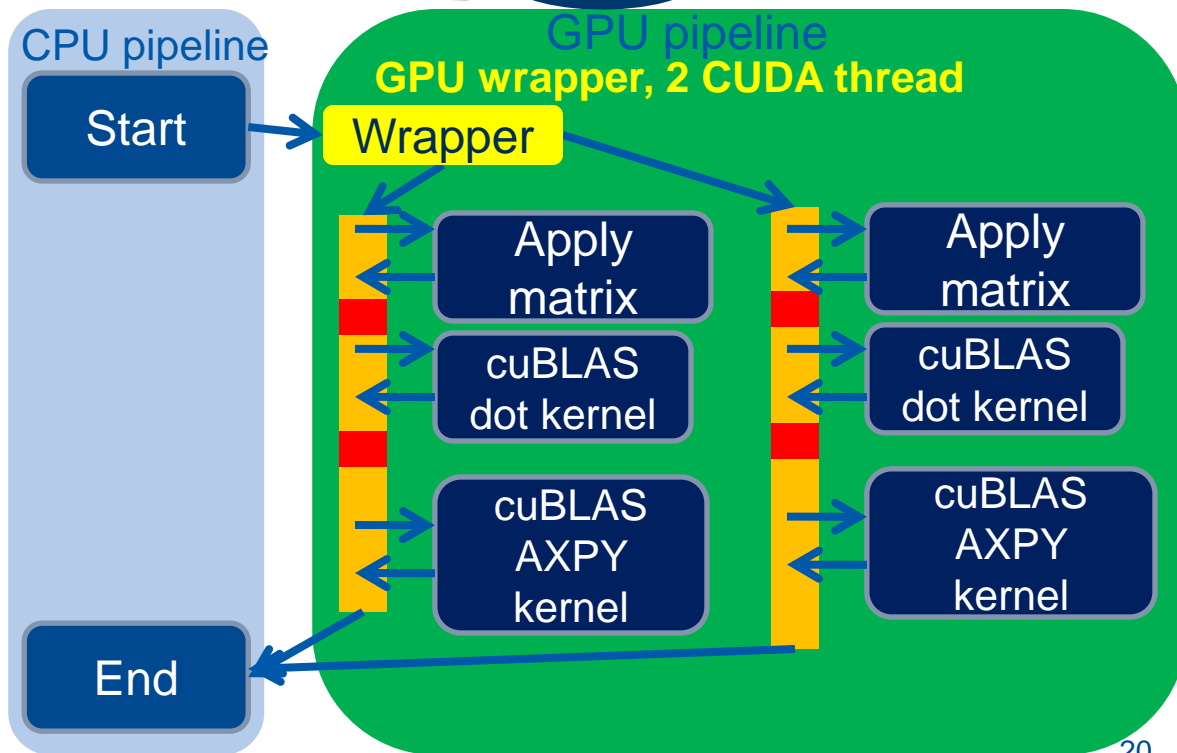 CPU pipeline
GPU pipeline
GPU wrapper, 2 CUDA thread
Start
Wrapper
Apply
matrix
Apply
matrix
cuBLAS
dot kernel
cuBLAS
dot kernel
cuBLAS
AXPY
kernel
cuBLAS
AXPY
kernel
End
20